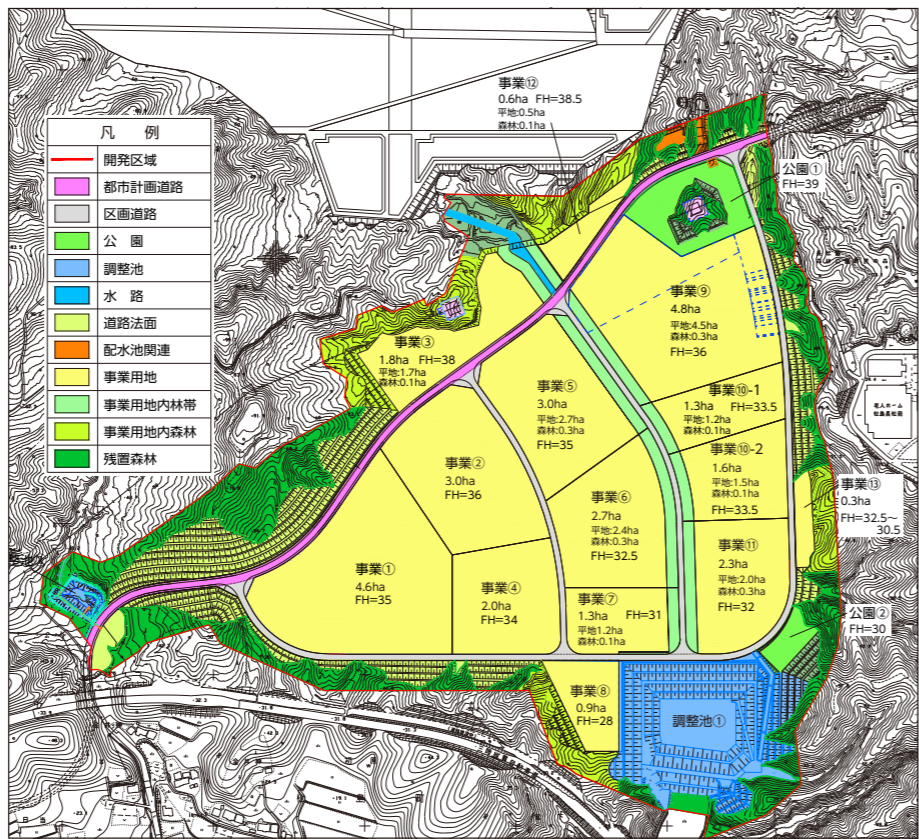 凡　例
開発区域
都市計画道路
区画道路
公　園
調整池
水　路
道路法面
配水池関連
事業用地
事業用地内林帯
事業用地内森林
残置森林
事業⑫
0.6ha FH=38.5
平地:0.5ha
森林:0.1ha
公園①
FH=39
事業③
1.8ha FH=38
平地:1.7ha
森林:0.1ha
事業⑨
4.8ha
平地:4.5ha
森林:0.3ha
FH=36
事業⑤
3.0ha
平地:2.7ha
森林:0.3ha
FH=35
事業⑩-1
1.3ha FH=33.5
平地:1.2ha
森林:0.1ha
事業②
3.0ha
FH=36
事業⑩-2
1.6ha
平地:1.5ha
森林:0.1ha
FH=33.5
事業⑬
0.3ha
FH=32.5～
30.5
事業⑥
2.7ha
平地:2.4ha
森林:0.3ha
FH=32.5
事業⑪
2.3ha
平地:2.0ha
森林:0.3ha
FH=32
事業①
4.6ha
FH=35
事業④
2.0ha
FH=34
事業⑦
1.3ha FH=31
平地1.2ha
森林:0.1ha
公園②
FH=30
事業⑧
0.9ha
FH=28
調整池①
老人ホーム